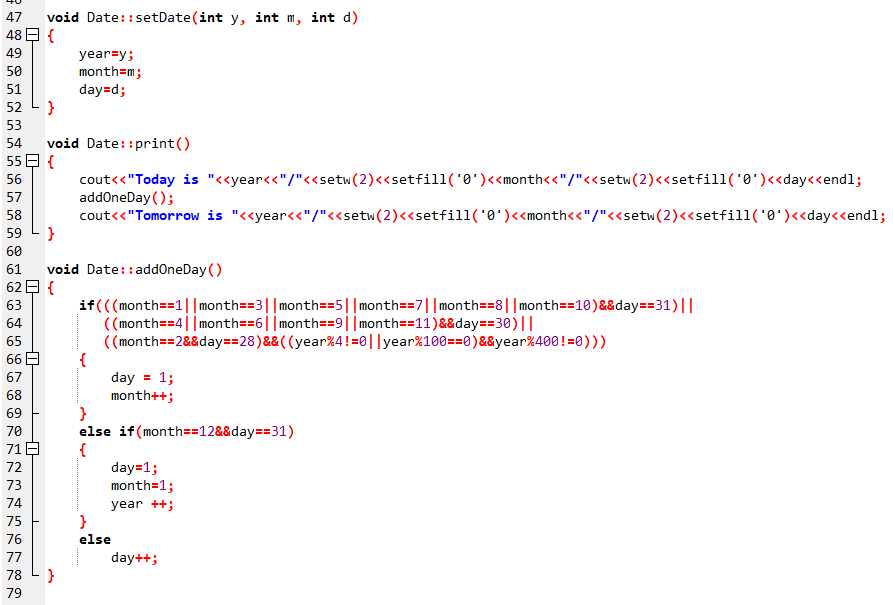 47 void Date::setDate(int y, int m, int d)
48 {
49 year=y;
50 month=m;
51 day=d;
52 }
53
54 void Date::print()
55 {
56 cout<<"Today is "<<year<<"/"<<setw(2)<<setfill('0')<<month<<"/"<<setw(2)<<setfill('0')<<day<<endl;
57 addOneDay();
58 cout<<"Tomorrow is "<<year<<"/"<<setw(2)<<setfill('0')<<month<<"/"<<setw(2)<<setfill('0')<<day<<endl;
59 }
60
61 void Date::addOneDay()
62 {
63 if(((month==1||month==3||month==5||month==7||month==8||month==10)&&day==31)||
64 ((month==4||month==6||month==9||month==11)&&day==30)||
65 ((month==2&&day==28)&&((year%4!=0||year%100==0)&&year%400!=0)))
66 {
67 day = 1;
68 month++;
69 }
70 else if(month==12&&day==31)
71 {
72 day=1;
73 month=1;
74 year ++;
75 }
76 else
77 day++;
78 }
79